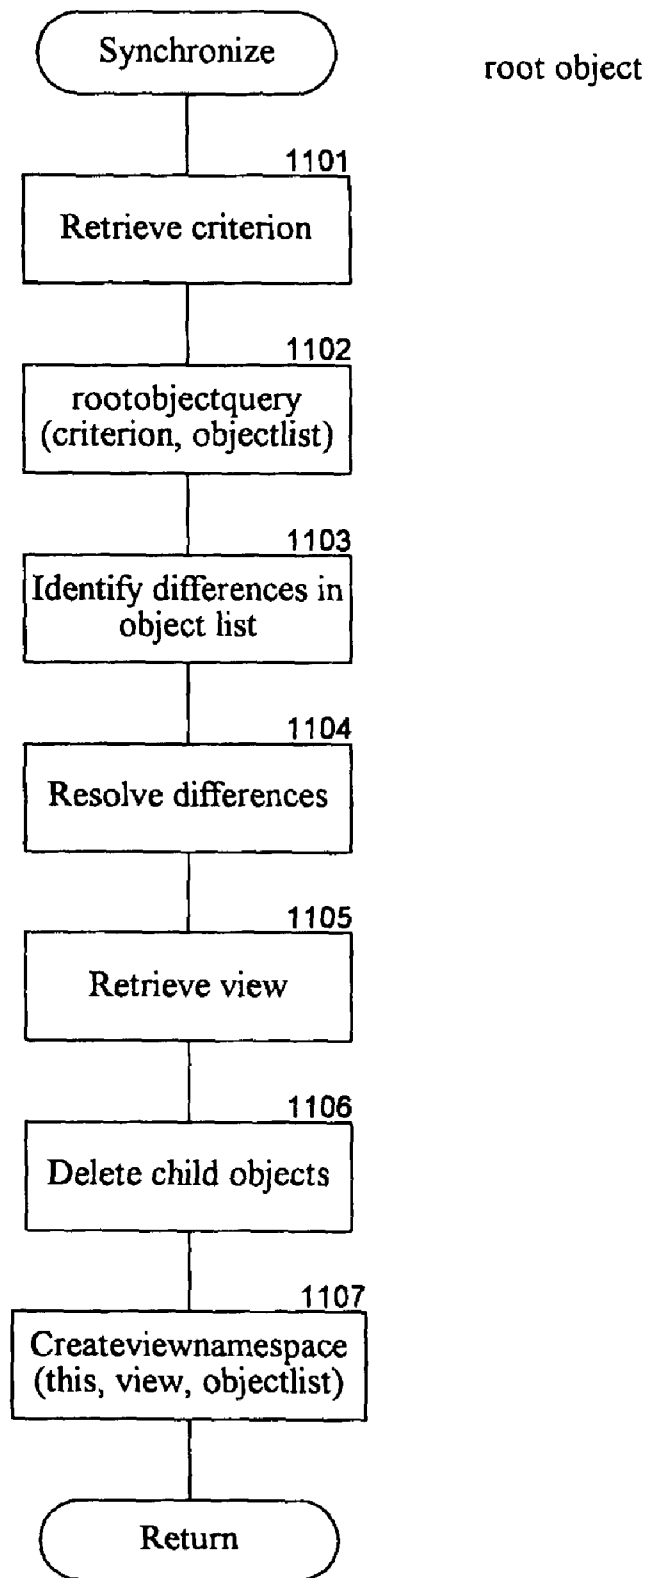 Synchronize
root object
1101
Retrieve criterion
1102
rootobjectquery
(criterion, objectlist)
1103
Identify differences in
object list
1104
Resolve differences
1105
Retrieve view
1106
Delete child objects
1107
Createviewnamespace
(this, view, objectlist)
Return